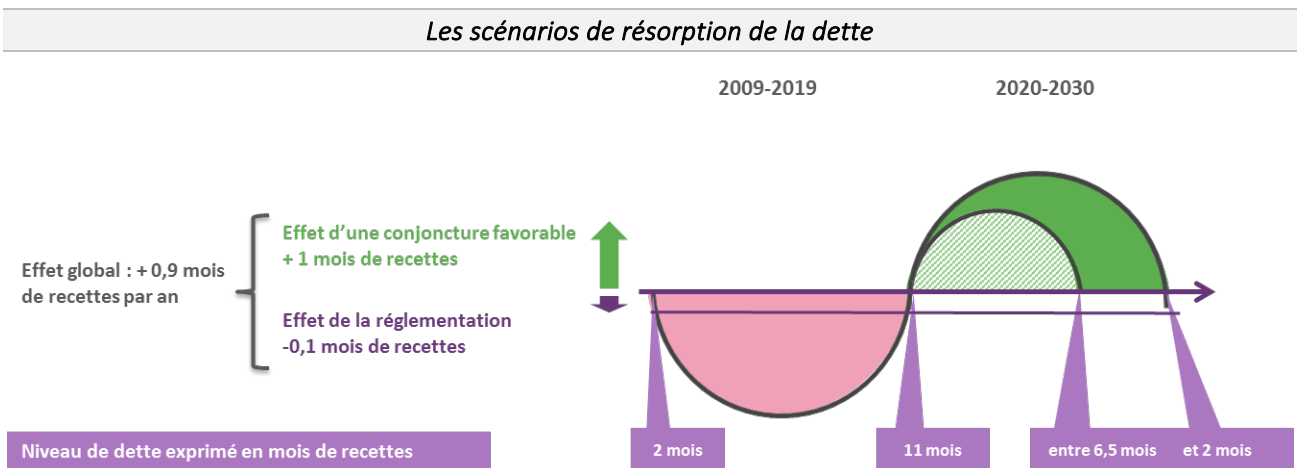 Les scénarios de résorption de la dette
2009-2019
2020-2030
Effet global : + 0,9 mois
de recettes par an
Effet d’une conjoncture favorable
+ 1 mois de recettes
Effet de la réglementation
-0,1 mois de recettes
Niveau de dette exprimé en mois de recettes
2 mois
11 mois
entre 6,5 mois
et 2 mois